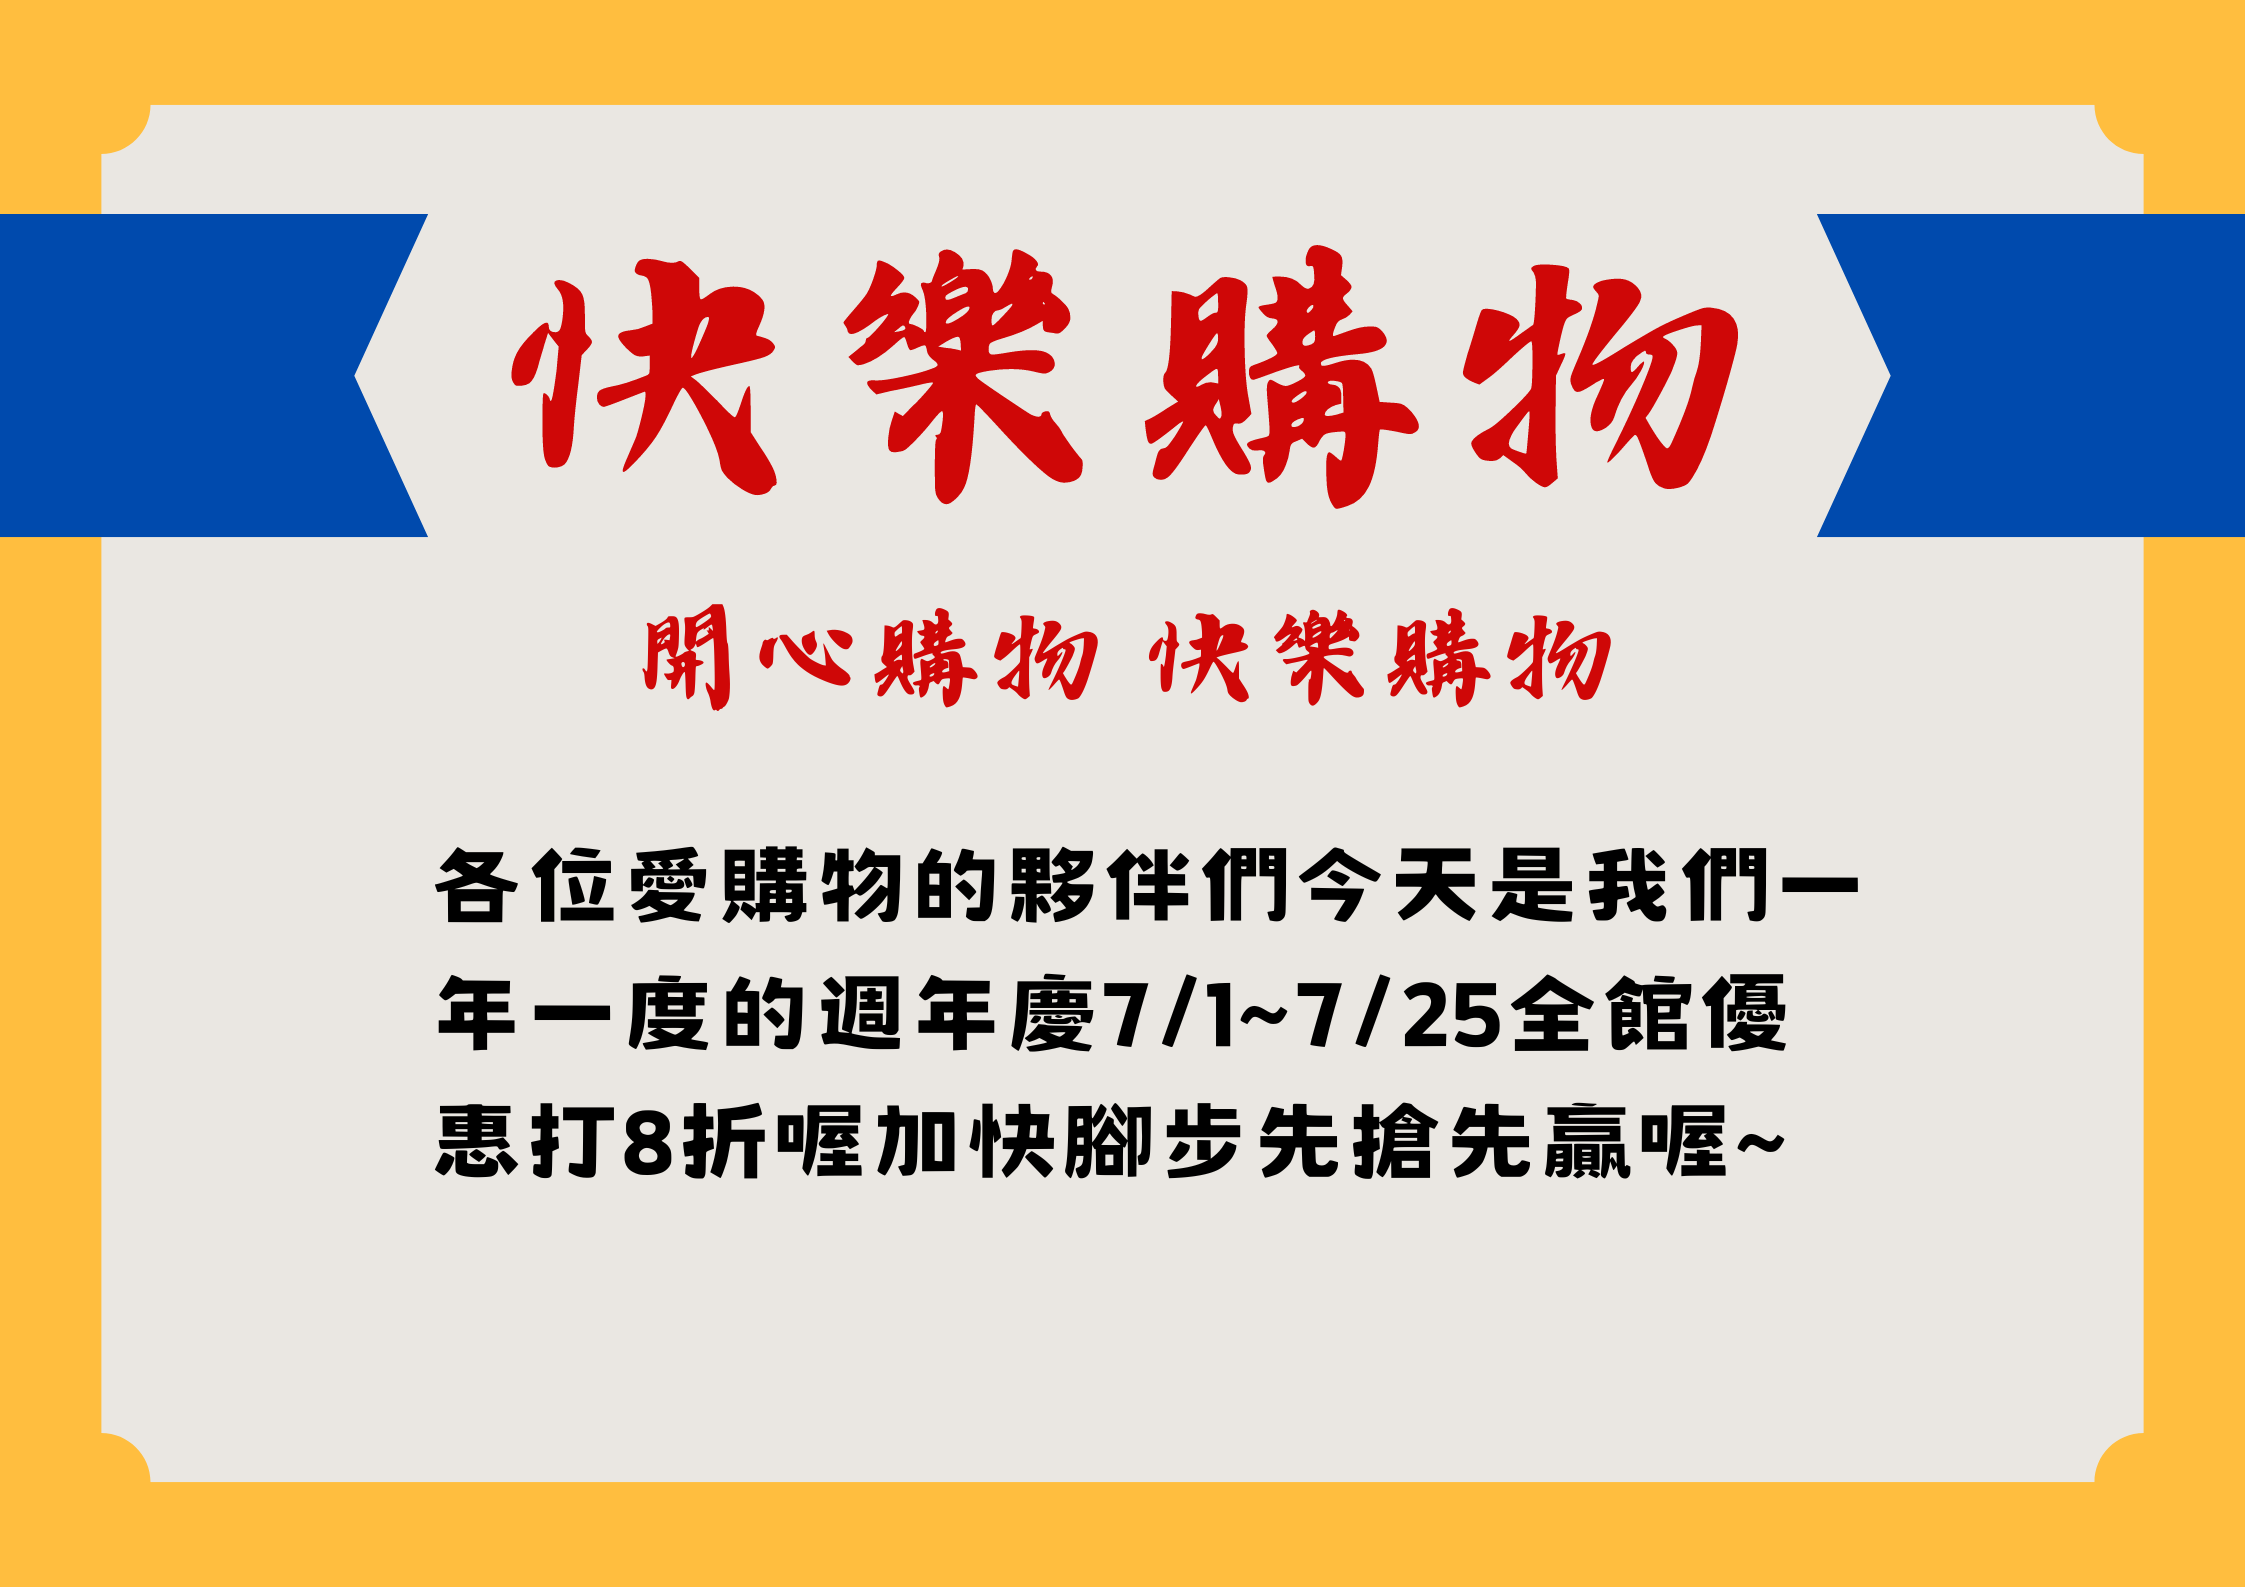 快樂購物
開心購物 快樂購物
各位愛購物的夥伴們今天是我們一
年一度的週年慶7/1~7/25全館優
惠打8折喔加快腳步先搶先贏喔~